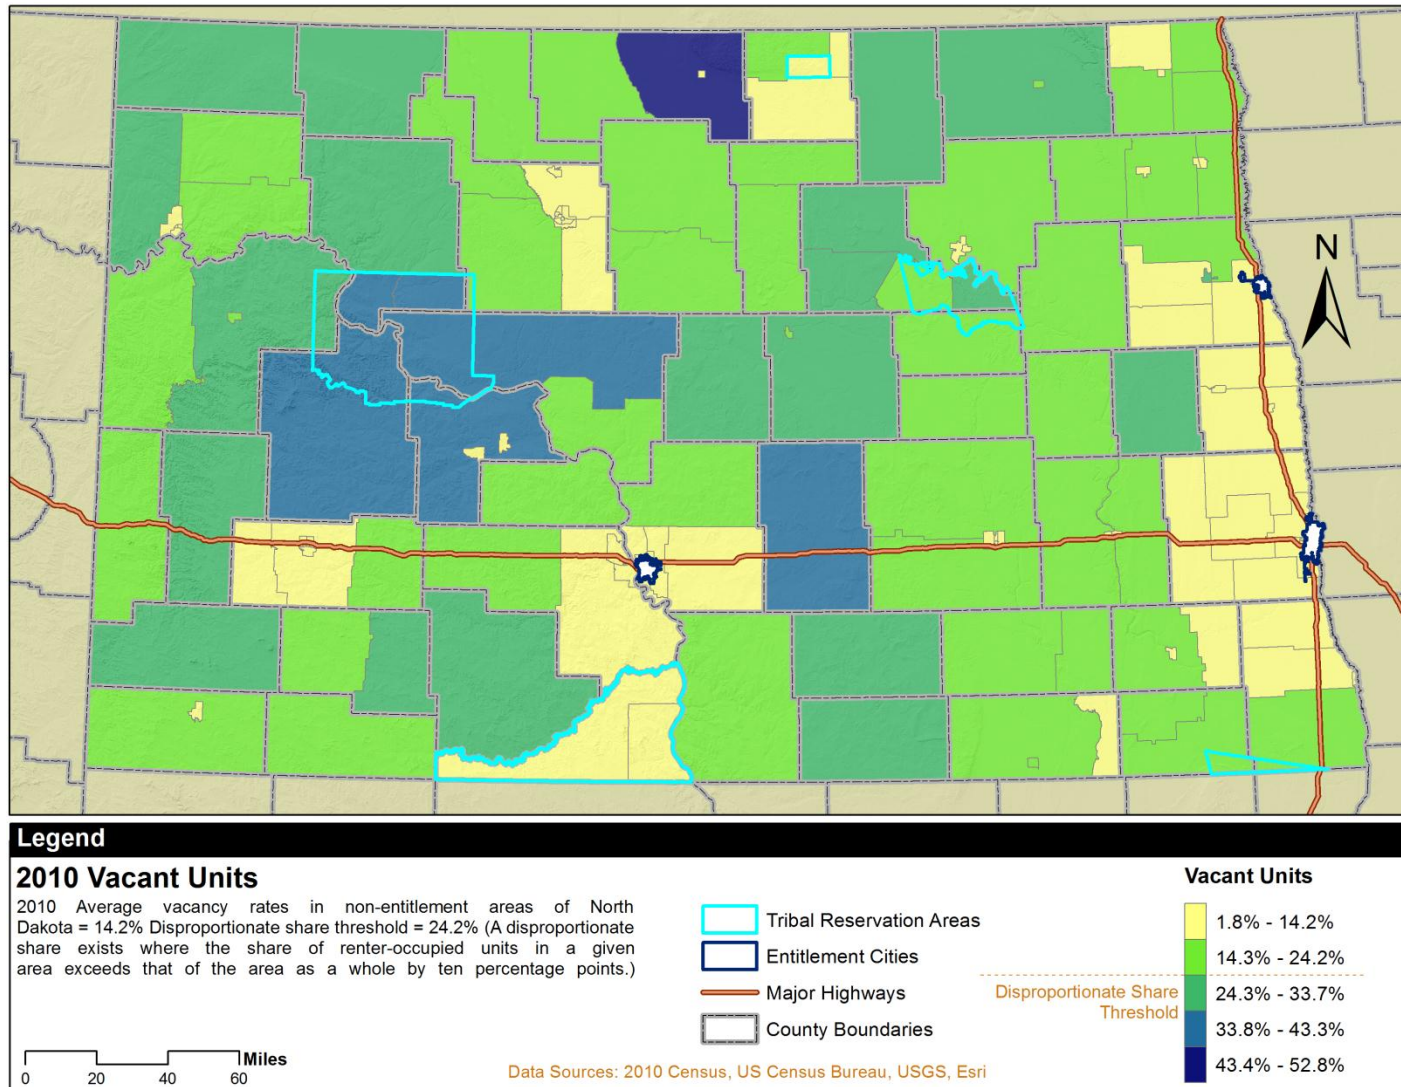 N
Legend
2010 Vacant Units
2010 Average vacancy rates in non-entitlement areas of North
Dakota = 14.2% Disproportionate share threshold = 24.2% (A disproportionate
share exists where the share of renter-occupied units in a given
area exceeds that of the area as a whole by ten percentage points.)
Miles
0 20 40 60
Tribal Reservation Areas
Entitlement Cities
Major Highways
County Boundaries
Data Sources: 2010 Census, US Census Bureau, USGS, Esri
Vacant Units
1.8% - 14.2%
14.3% - 24.2%
Disproportionate Share
Threshold
24.3% - 33.7%
33.8% - 43.3%
43.4% - 52.8%